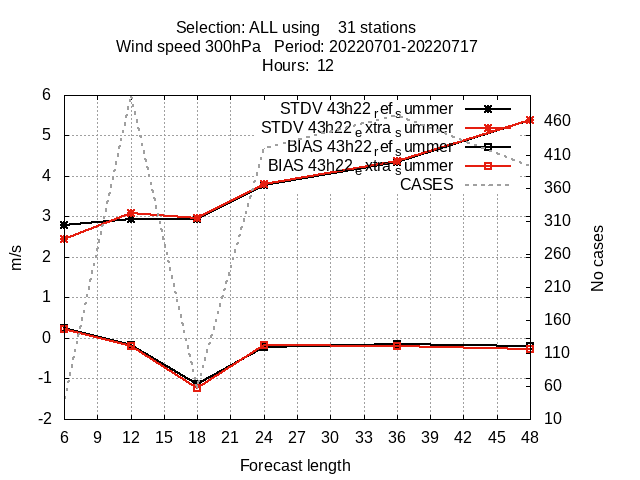 Selection: ALL using    31 stations
Wind speed 300hPa   Period: 20220701-20220717
Hours:  12
STDV 43h22_ref_summer
STDV 43h22_extra_summer
BIAS 43h22_ref_summer
BIAS 43h22_extra_summer
CASES
6
5
4
3
2
1
0
-1
-2
m/s
460
410
360
310
260
210
160
110
60
10
No cases
6 9 12 15 18 21 24 27 30 33 36 39 42 45 48
Forecast length